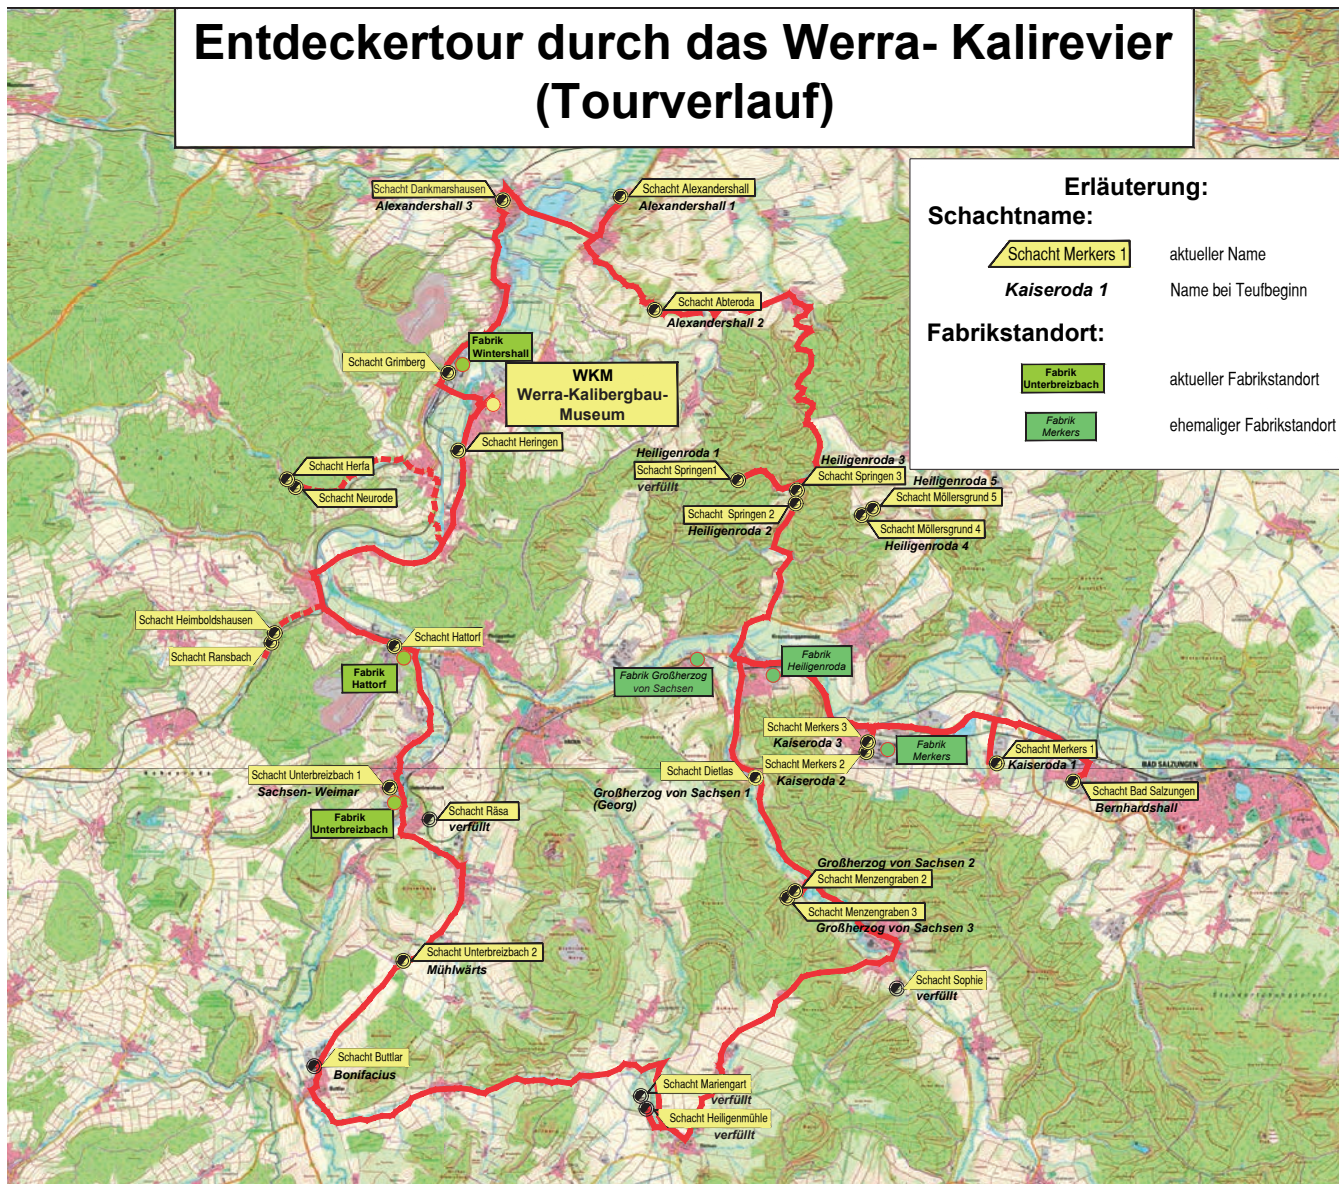 Entdeckertour durch das Werra- Kalirevier
(Tourverlauf)
Erläuterung:
Schachtname:
Schacht Merkers 1
aktueller Name
Kaiseroda 1
Name bei Teufbeginn
Fabrikstandort:
Fabrik
Unterbreizbach
aktueller Fabrikstandort
Fabrik
Merkers
ehemaliger Fabrikstandort
Schacht Dankmarshausen
Alexandershall 3
Schacht Alexandershall
Alexandershall 1
Schacht Abteroda
Alexandershall 2
Fabrik
Wintershall
Schacht Grimberg
WKM
Werra-Kalibergbau-
Museum
Schacht Heringen
Schacht Herfa
Schacht Neurode
Heiligenroda 1
Schacht Springen1
verfüllt
Heiligenroda 3
Schacht Springen 3
Schacht Springen 2
Heiligenroda 2
Heiligenroda 5
Schacht Möllersgrund 5
Schacht Möllersgrund 4
Heiligenroda 4
Schacht Heimboldshausen
Schacht Ransbach
Schacht Hattorf
Fabrik
Hattorf
Fabrik Großherzog
von Sachsen
Fabrik
Heiligenroda
Schacht Merkers 3
Kaiseroda 3
Schacht Merkers 2
Kaiseroda 2
Fabrik
Merkers
Schacht Merkers 1
Kaiseroda 1
BAD SALZUNGEN
Schacht Bad Salzungen
Bernhardshall
Schacht Dietlas
Großherzog von Sachsen 1
(Georg)
Schacht Unterbreizbach 1
Sachsen- Weimar
Fabrik
Unterbreizbach
Schacht Räsa
verfüllt
Großherzog von Sachsen 2
Schacht Menzengraben 2
Schacht Menzengraben 3
Großherzog von Sachsen 3
Schacht Unterbreizbach 2
Mühlwärts
Schacht Sophie
verfüllt
Schacht Buttlar
Bonifacius
Schacht Mariengart
verfüllt
Schacht Heiligenmühle
verfüllt